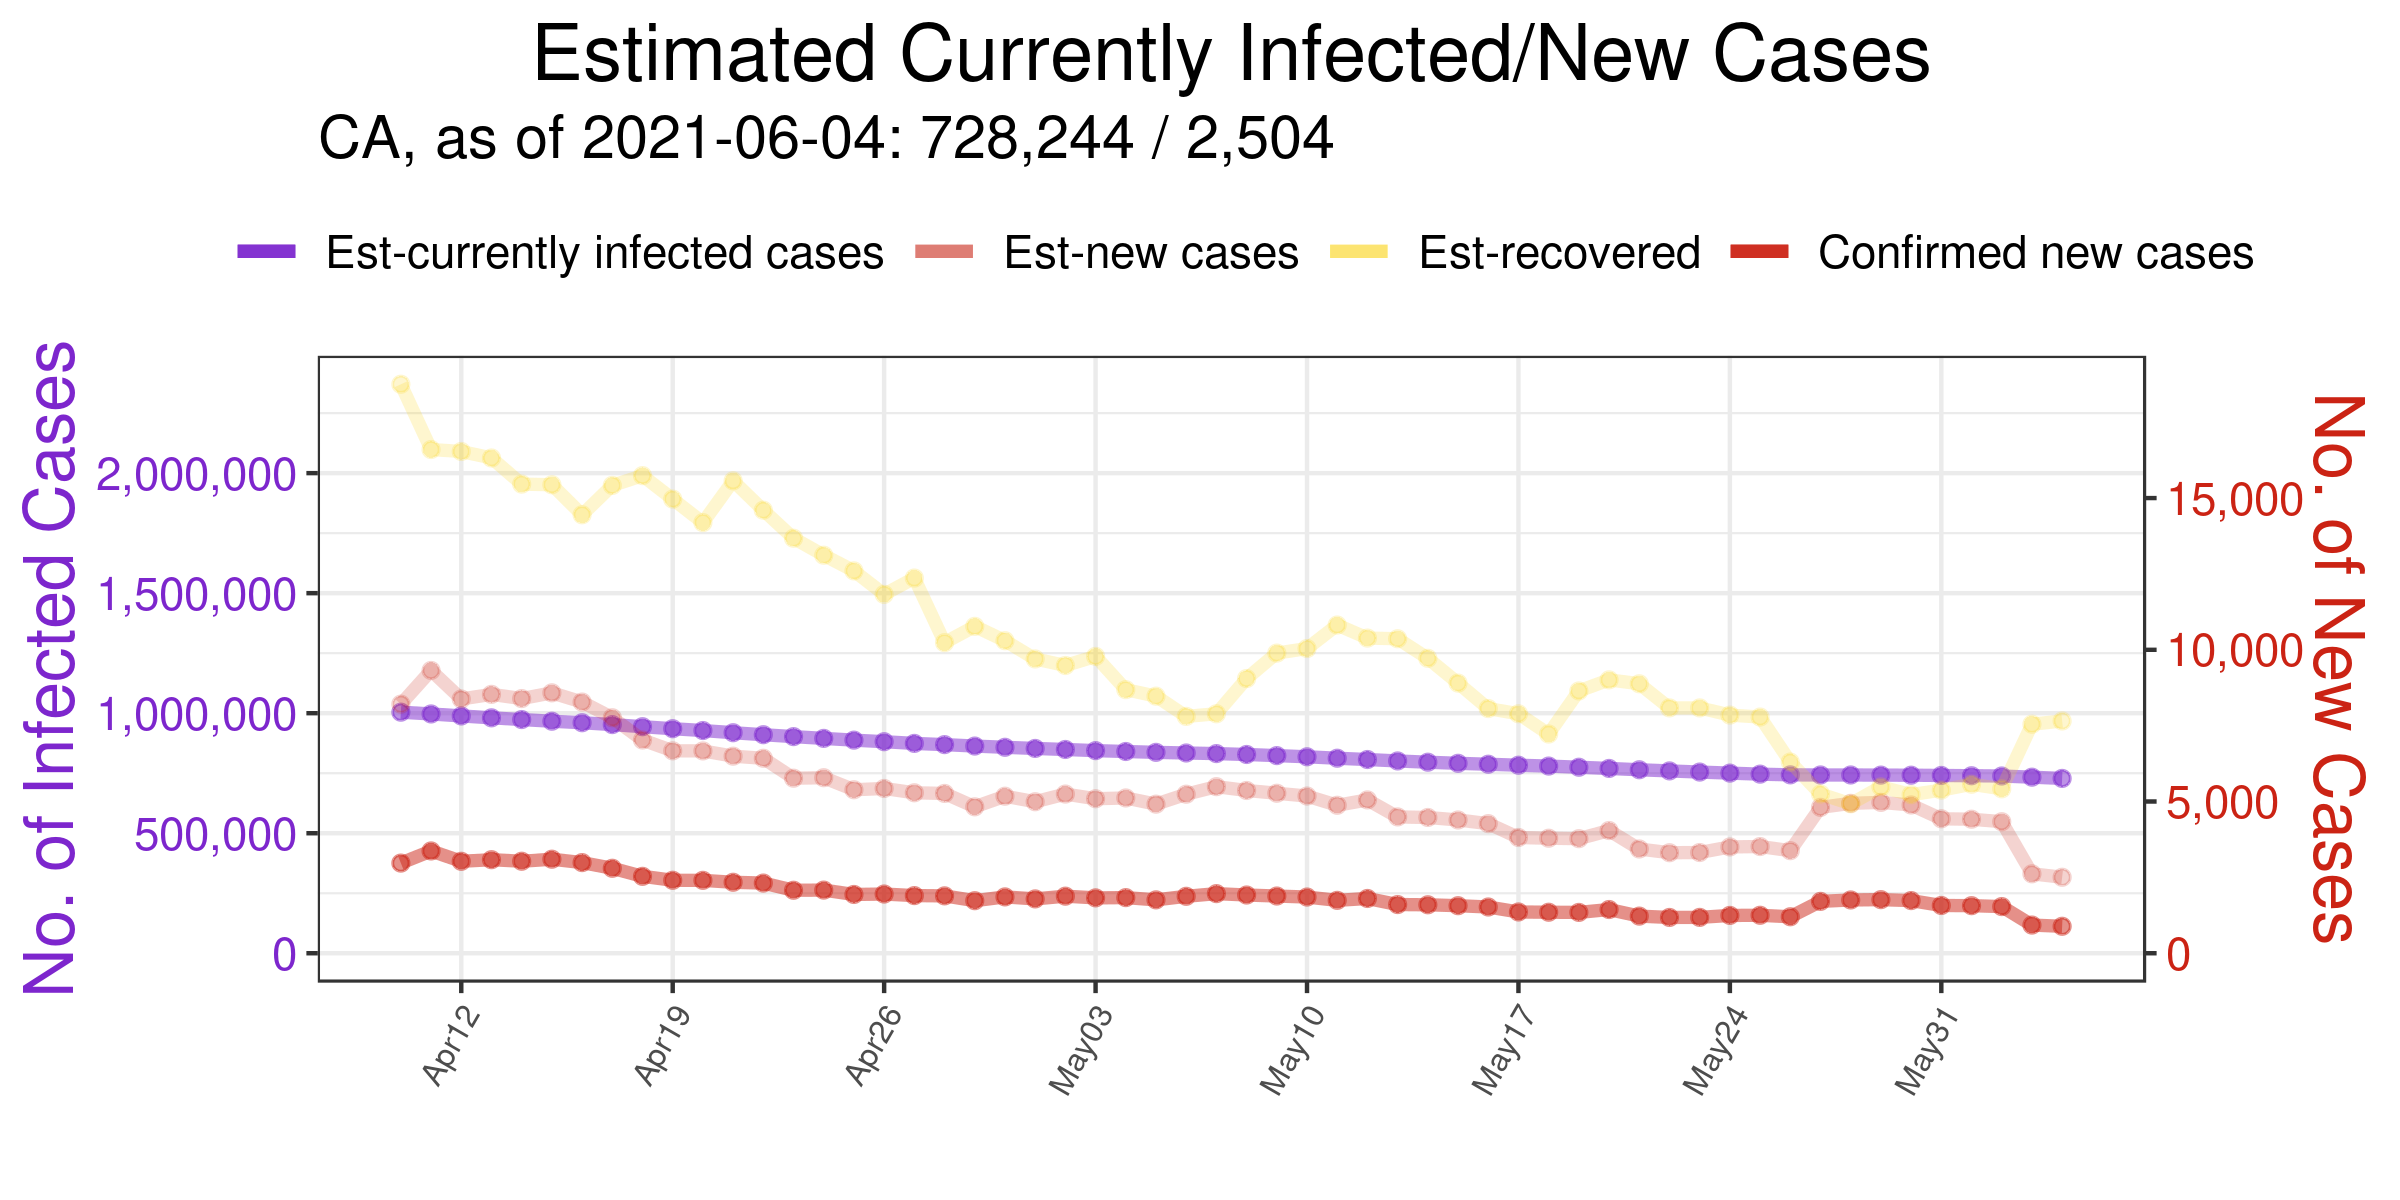 Estimated Currently Infected/New Cases
CA, as of 2021-06-04: 728,244 / 2,504
Est-currently infected cases Est-new cases Est-recovered Confirmed new cases
No. of Infected Cases
2,000,000
1,500,000
1,000,000
500,000
0
No. of New Cases
15,000
10,000
5,000
0
Apr12 Apr19 Apr26 May03 May10 May17 May24 May31